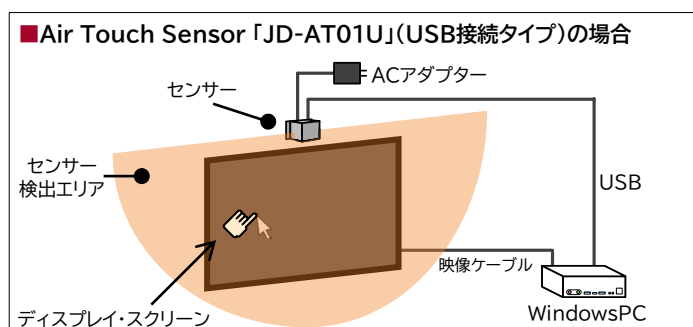 ■Air Touch Sensor「JD-AT01U」(USB接続タイプ)の場合
ACアダプター
センサー
センサー
検出エリア
USB
映像ケーブル
ディスプレイ・スクリーン
WindowsPC